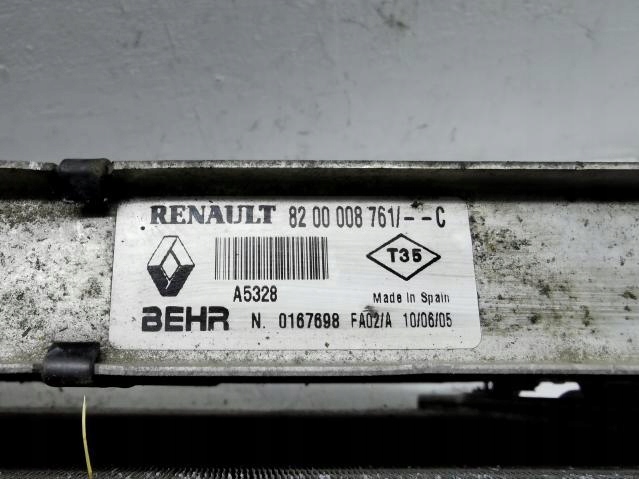 RENAULT 82 00 008 761/--C
T35
A5328
Made in Spain
BEHR N. 0167698 FA02/A 10/06/05